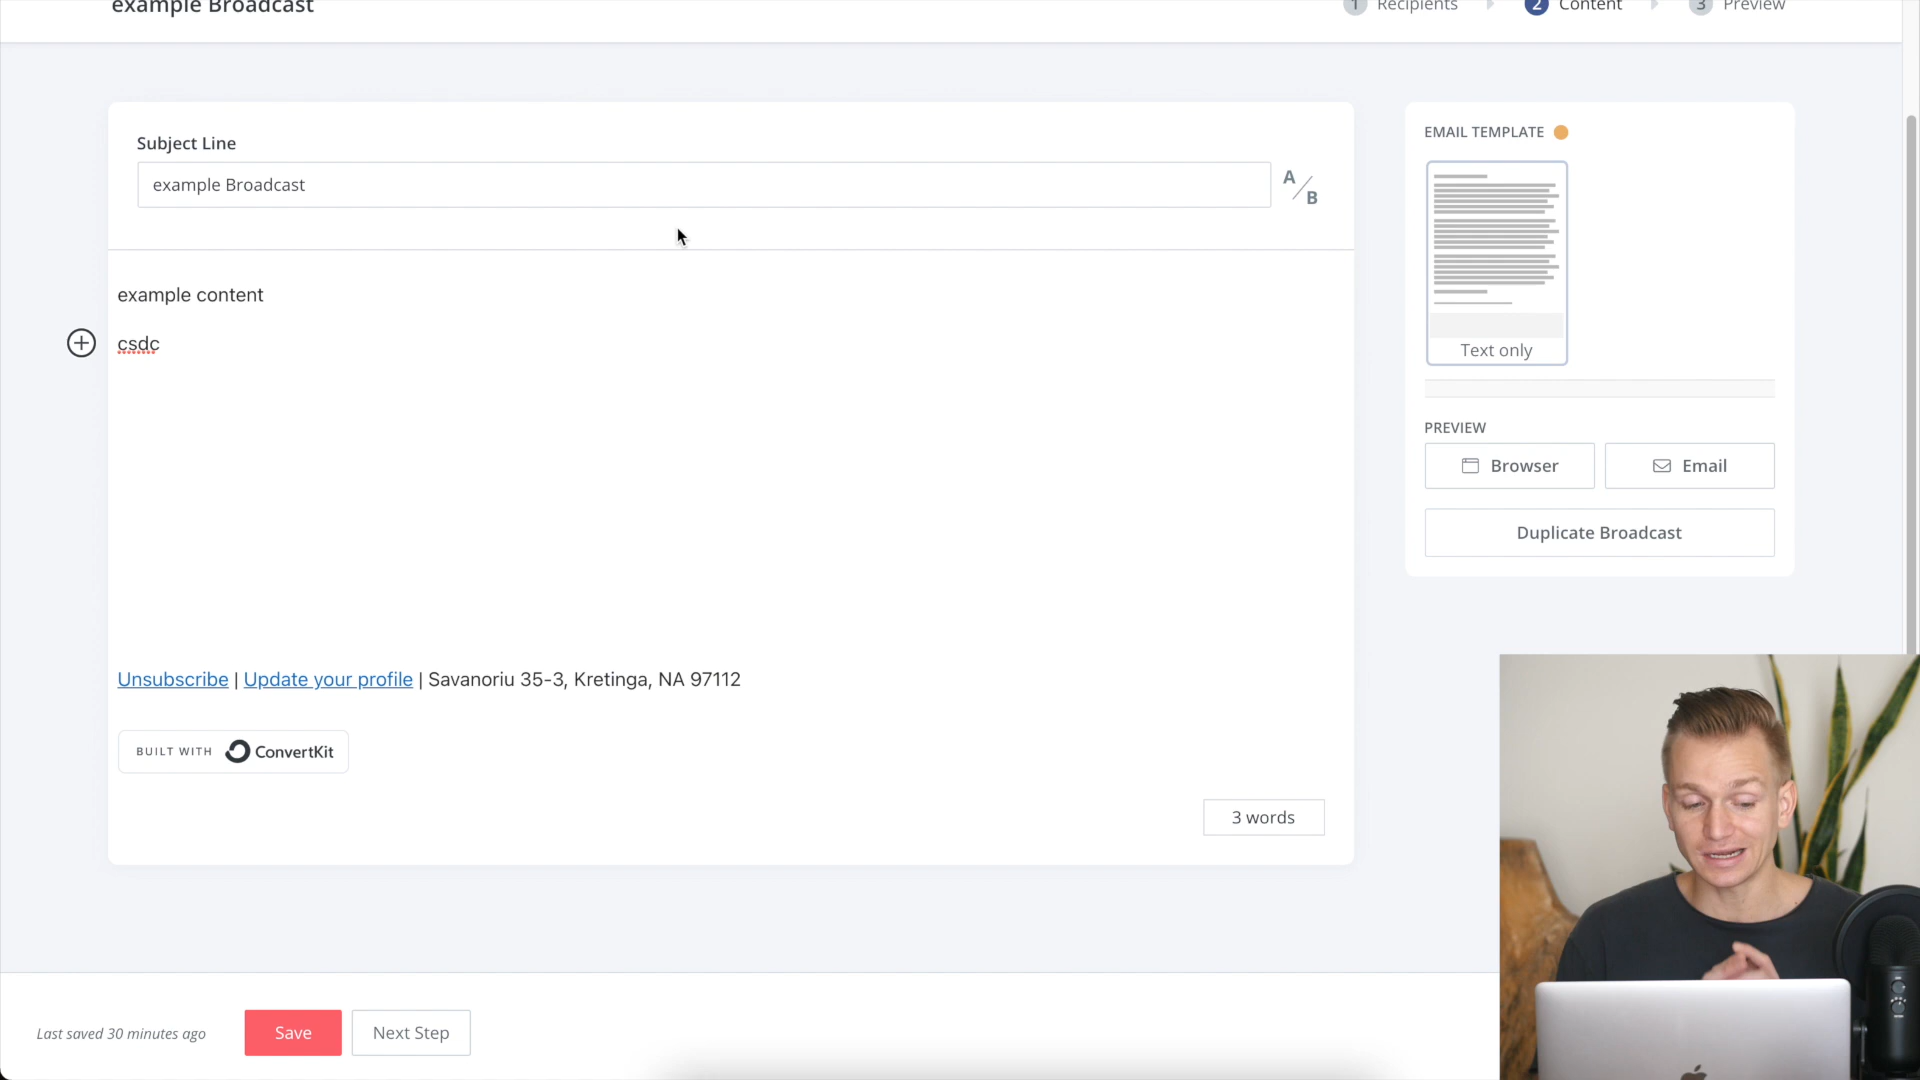 example Broadcast
1 Recipients 2 Content 3 Preview
Subject Line
example Broadcast
A/B
example content
csdc
Unsubscribe | Update your profile | Savanoriu 35-3, Kretinga, NA 97112
BUILT WITH ConvertKit
3 words
EMAIL TEMPLATE
Text only
PREVIEW
Browser Email
Duplicate Broadcast
Last saved 30 minutes ago Save Next Step